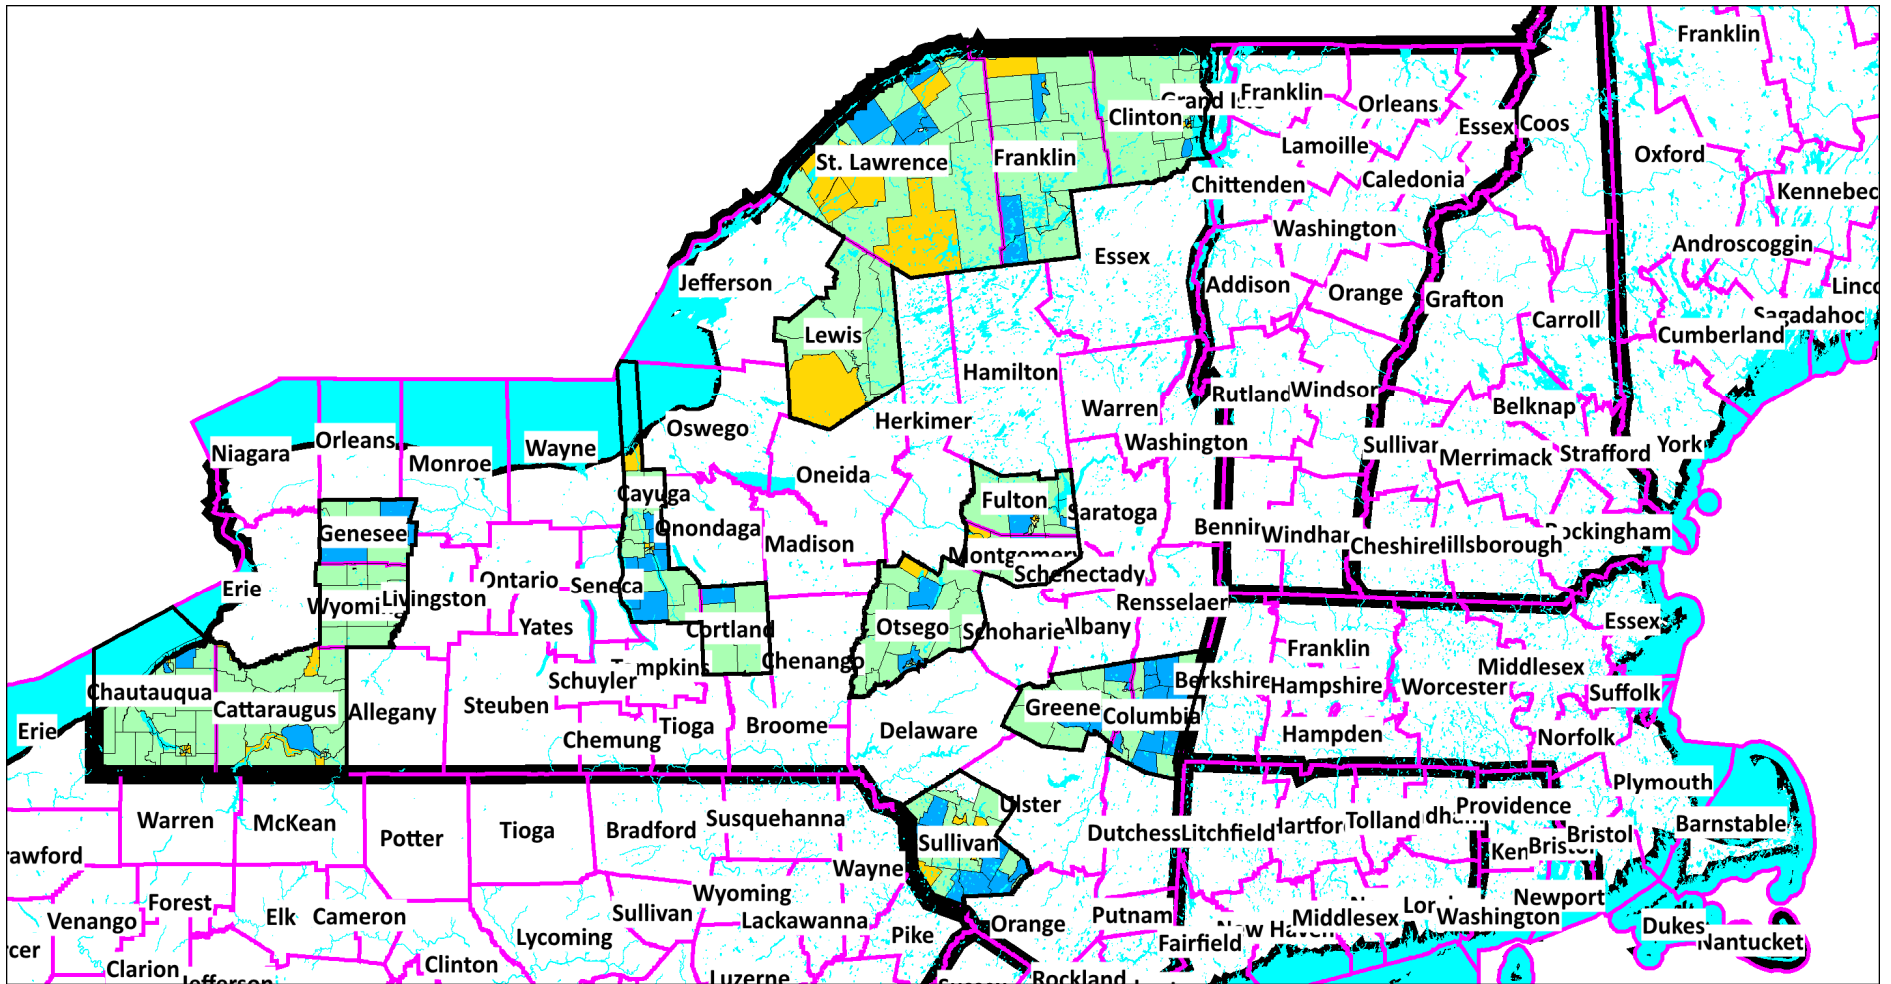 Franklin
Franklin
Orleans
Clinton
Essex
Coos
Lamoille
Oxford
St. Lawrence
Franklin
Chittenden
Caledonia
Kennebec
Washington
Androscoggin
Essex
Jefferson
Addison
Orange
Grafton
Carroll
Sagadahoc
Cumberland
Lewis
Hamilton
Rutland
Windsor
Warren
Belknap
Herkimer
Oswego
Washington
Niagara
Orleans
Monroe
Wayne
Merrimack
Strafford
York
Oneida
Cayuga
Fulton
Saratoga
Genesee
Onondaga
Madison
Cheshire
Montgomery
Schenectady
Erie
Ontario
Seneca
Livingston
Rensselaer
Yates
Cortland
Otsego
Schoharie
Albany
Essex
Chenango
Franklin
Middlesex
Schuyler
Berkshire
Hampshire
Worcester
Suffolk
Chautauqua
Cattaraugus
Allegany
Steuben
Greene
Columbia
Erie
Tioga
Broome
Delaware
Chemung
Hampden
Norfolk
Plymouth
Warren
McKean
Potter
Tioga
Bradford
Susquehanna
Ulster
Dutchess
Litchfield
Tolland
Providence
Barnstable
Sullivan
Bristol
Wayne
Wyoming
Newport
Venango
Forest
Elk
Cameron
Sullivan
Lackawanna
Orange
Putnam
Middlesex
Washington
Dukes
Nantucket
Lycoming
Pike
Fairfield
Clarion
Clinton
Luzerne
Rockland